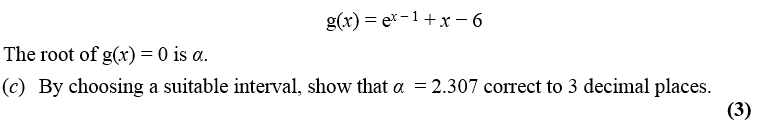 g(x) = eˣ⁻¹ + x − 6
The root of g(x) = 0 is α.
(c) By choosing a suitable interval, show that α = 2.307 correct to 3 decimal places.
(3)